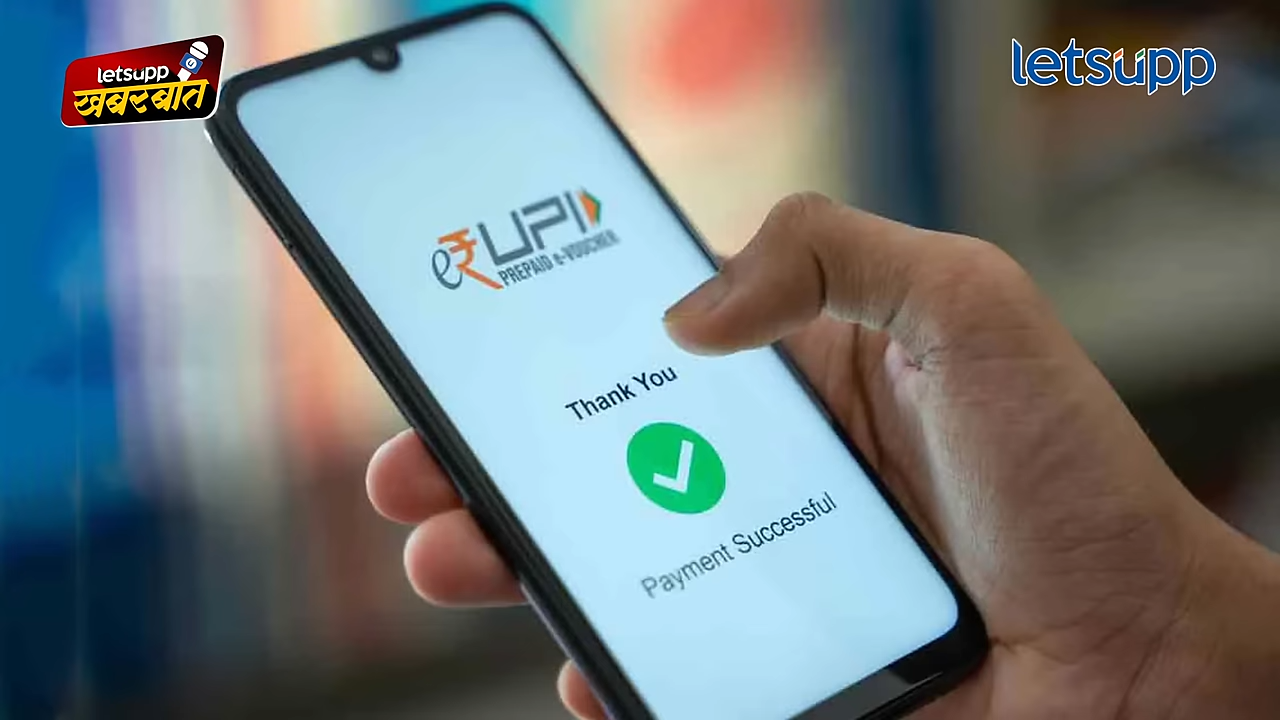 letsupp
खबरबात
letsupp
e₹UPI
PREPAID e-VOUCHER
Thank You
Payment Successful